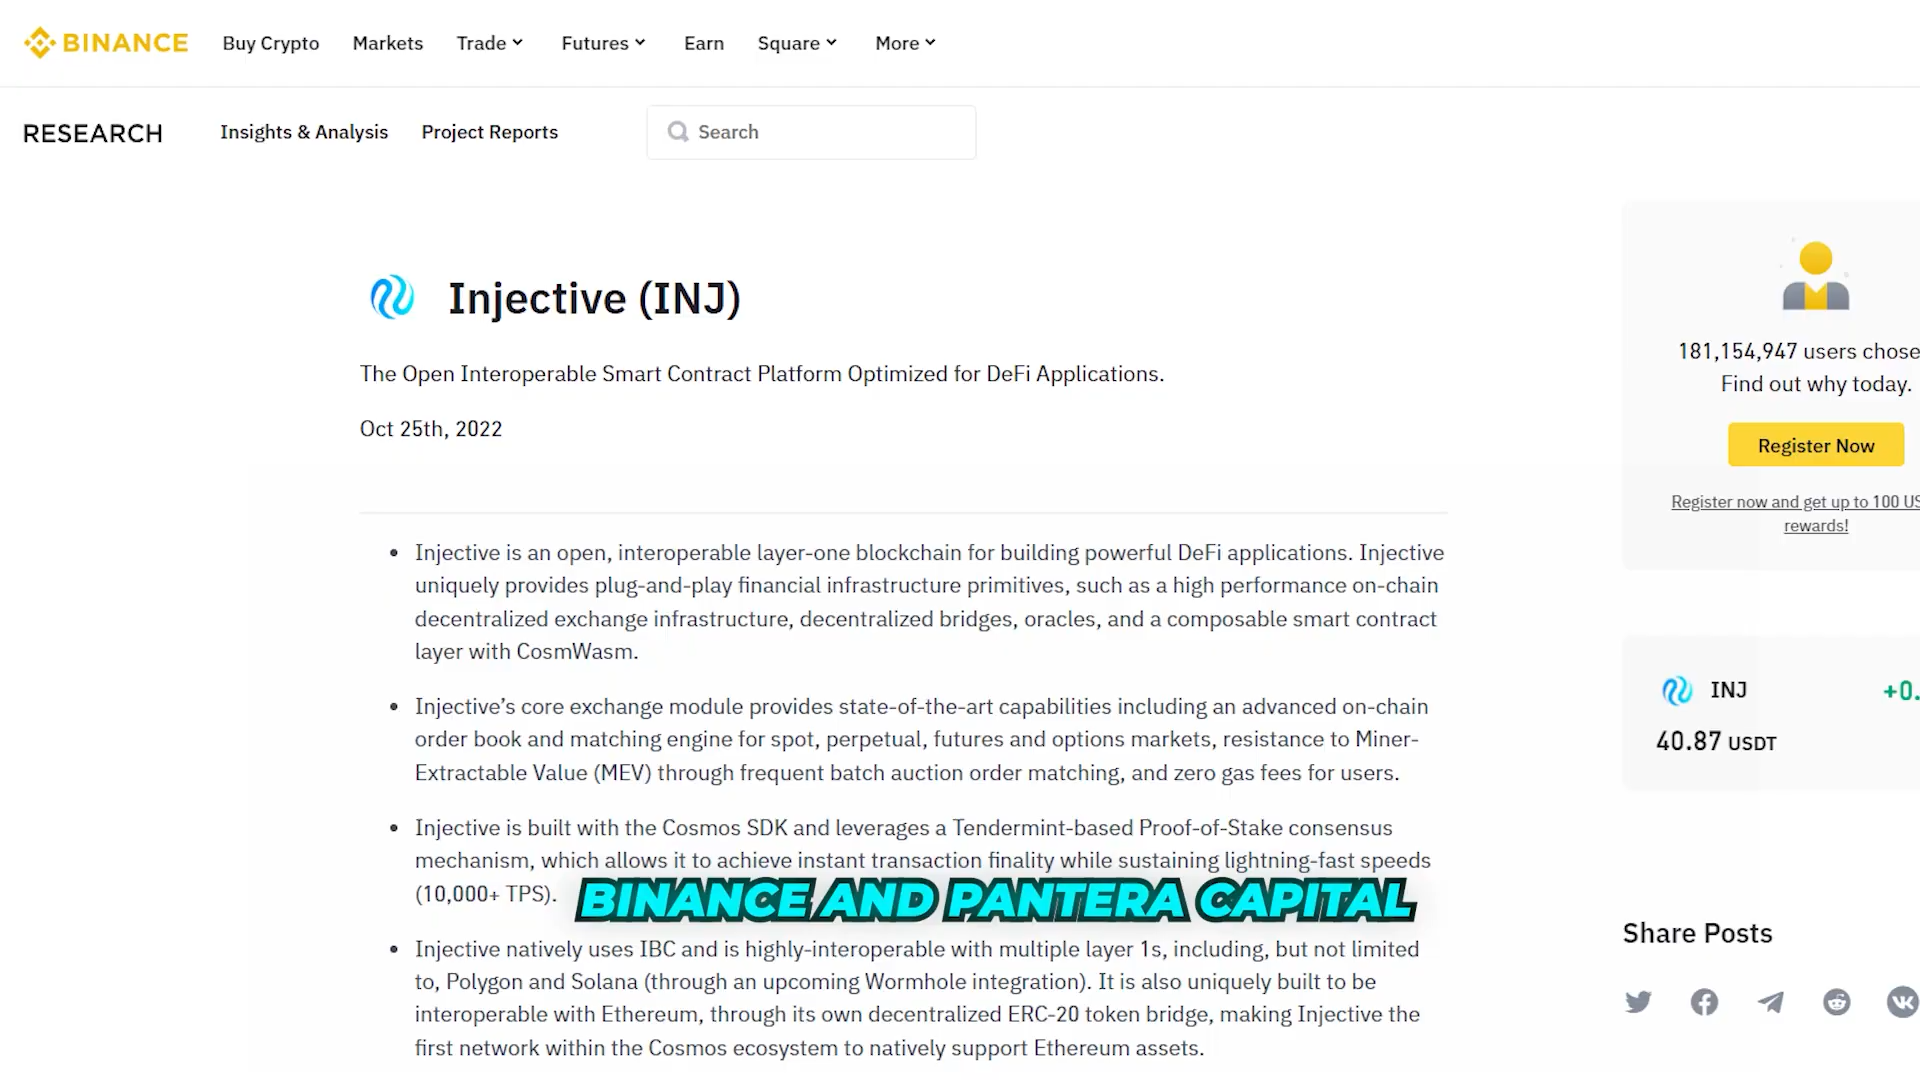 BINANCE Buy Crypto Markets Trade Futures Earn Square More
RESEARCH Insights & Analysis Project Reports Search
Injective (INJ)
The Open Interoperable Smart Contract Platform Optimized for DeFi Applications.
Oct 25th, 2022
Injective is an open, interoperable layer-one blockchain for building powerful DeFi applications. Injective
uniquely provides plug-and-play financial infrastructure primitives, such as a high performance on-chain
decentralized exchange infrastructure, decentralized bridges, oracles, and a composable smart contract
layer with CosmWasm.
Injective’s core exchange module provides state-of-the-art capabilities including an advanced on-chain
order book and matching engine for spot, perpetual, futures and options markets, resistance to Miner-
Extractable Value (MEV) through frequent batch auction order matching, and zero gas fees for users.
Injective is built with the Cosmos SDK and leverages a Tendermint-based Proof-of-Stake consensus
mechanism, which allows it to achieve instant transaction finality while sustaining lightning-fast speeds
(10,000+ TPS).
BINANCE AND PANTERA CAPITAL
Injective natively uses IBC and is highly-interoperable with multiple layer 1s, including, but not limited
to, Polygon and Solana (through an upcoming Wormhole integration). It is also uniquely built to be
interoperable with Ethereum, through its own decentralized ERC-20 token bridge, making Injective the
first network within the Cosmos ecosystem to natively support Ethereum assets.
181,154,947 users chose
Find out why today.
Register Now
Register now and get up to 100 US
rewards!
INJ +0.
40.87 USDT
Share Posts